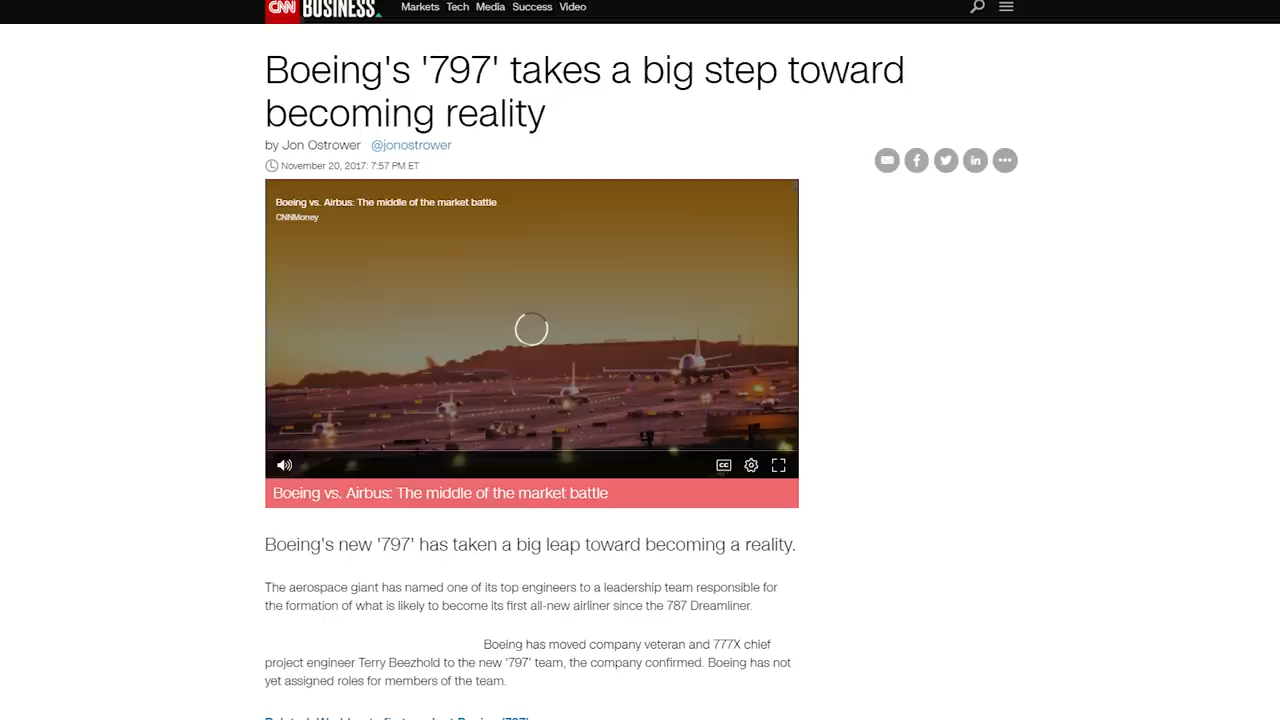 CNN BUSINESS Markets Tech Media Success Video
Boeing's '797' takes a big step toward
becoming reality
by Jon Ostrower @jonostrower
November 20, 2017: 7:57 PM ET
Boeing vs. Airbus: The middle of the market battle
CNNMoney
CC
Boeing vs. Airbus: The middle of the market battle
Boeing's new '797' has taken a big leap toward becoming a reality.
The aerospace giant has named one of its top engineers to a leadership team responsible for
the formation of what is likely to become its first all-new airliner since the 787 Dreamliner.
Boeing has moved company veteran and 777X chief
project engineer Terry Beezhold to the new '797' team, the company confirmed. Boeing has not
yet assigned roles for members of the team.